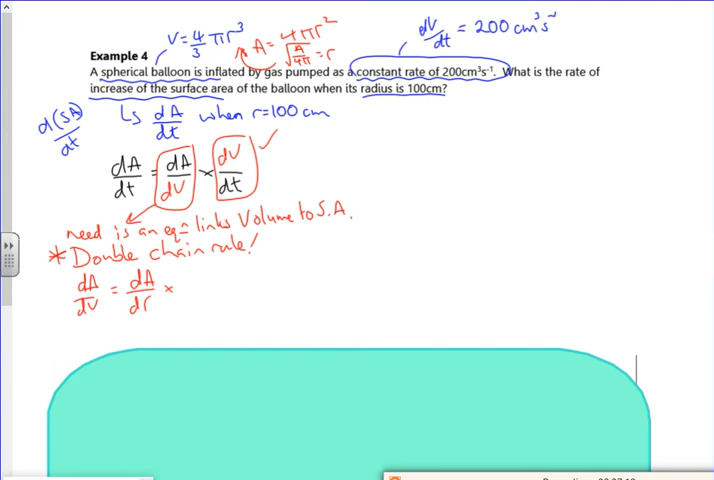 V = 4/3 πr³
A = 4πr²
√(A/4π) = r
dV/dt = 200 cm³s⁻
Example 4
A spherical balloon is inflated by gas pumped as a constant rate of 200cm³s⁻¹. What is the rate of
increase of the surface area of the balloon when its radius is 100cm?
d(SA)/dt
↳ dA/dt when r=100 cm
dA/dt = dA/dV × dV/dt ✓
need is an eqn links Volume to S.A.
* Double chain rule!
dA/dV = dA/dr ×